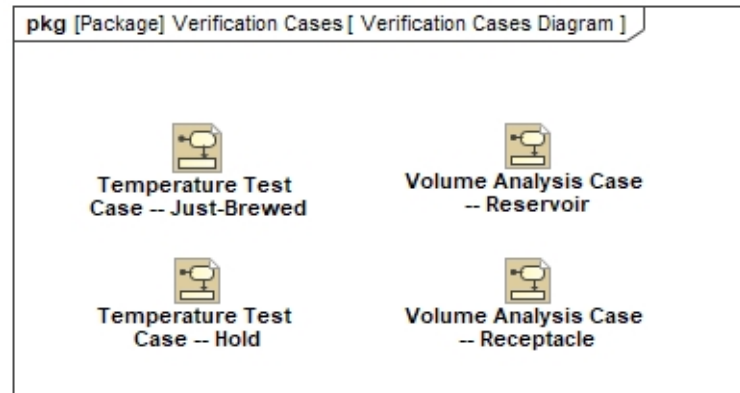 pkg [Package] Verification Cases [ Verification Cases Diagram ]
Temperature Test
Case -- Just-Brewed
Volume Analysis Case
-- Reservoir
Temperature Test
Case -- Hold
Volume Analysis Case
-- Receptacle